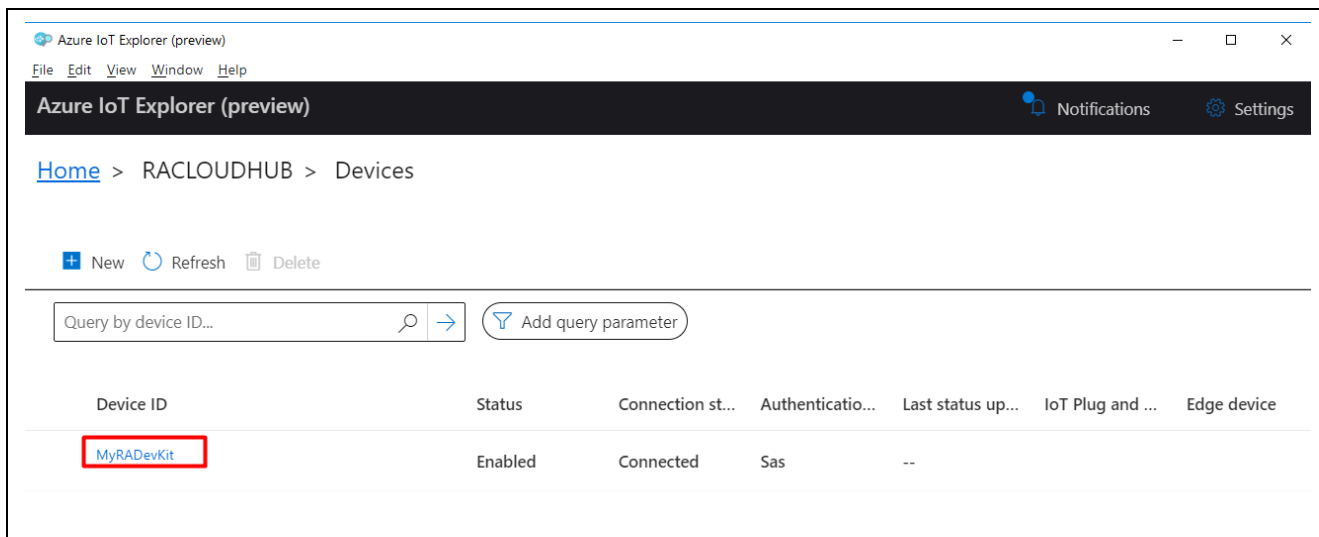 Azure IoT Explorer (preview)
File Edit View Window Help
Azure IoT Explorer (preview) Notifications Settings
Home > RACLOUDHUB > Devices
New Refresh Delete
Query by device ID... Add query parameter
Device ID Status Connection st... Authenticatio... Last status up... IoT Plug and ... Edge device
MyRADevKit Enabled Connected Sas --